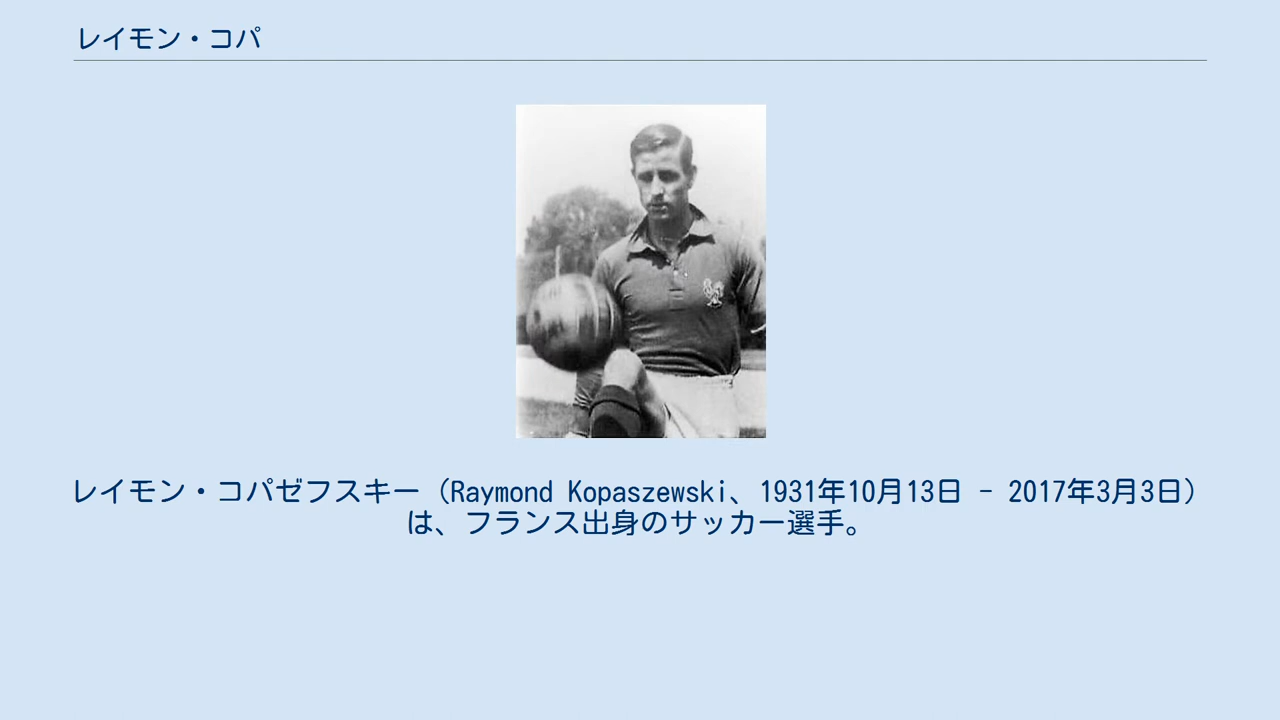 レイモン・コパ
レイモン・コパゼフスキー（Raymond Kopaszewski、1931年10月13日 - 2017年3月3日）
は、フランス出身のサッカー選手。